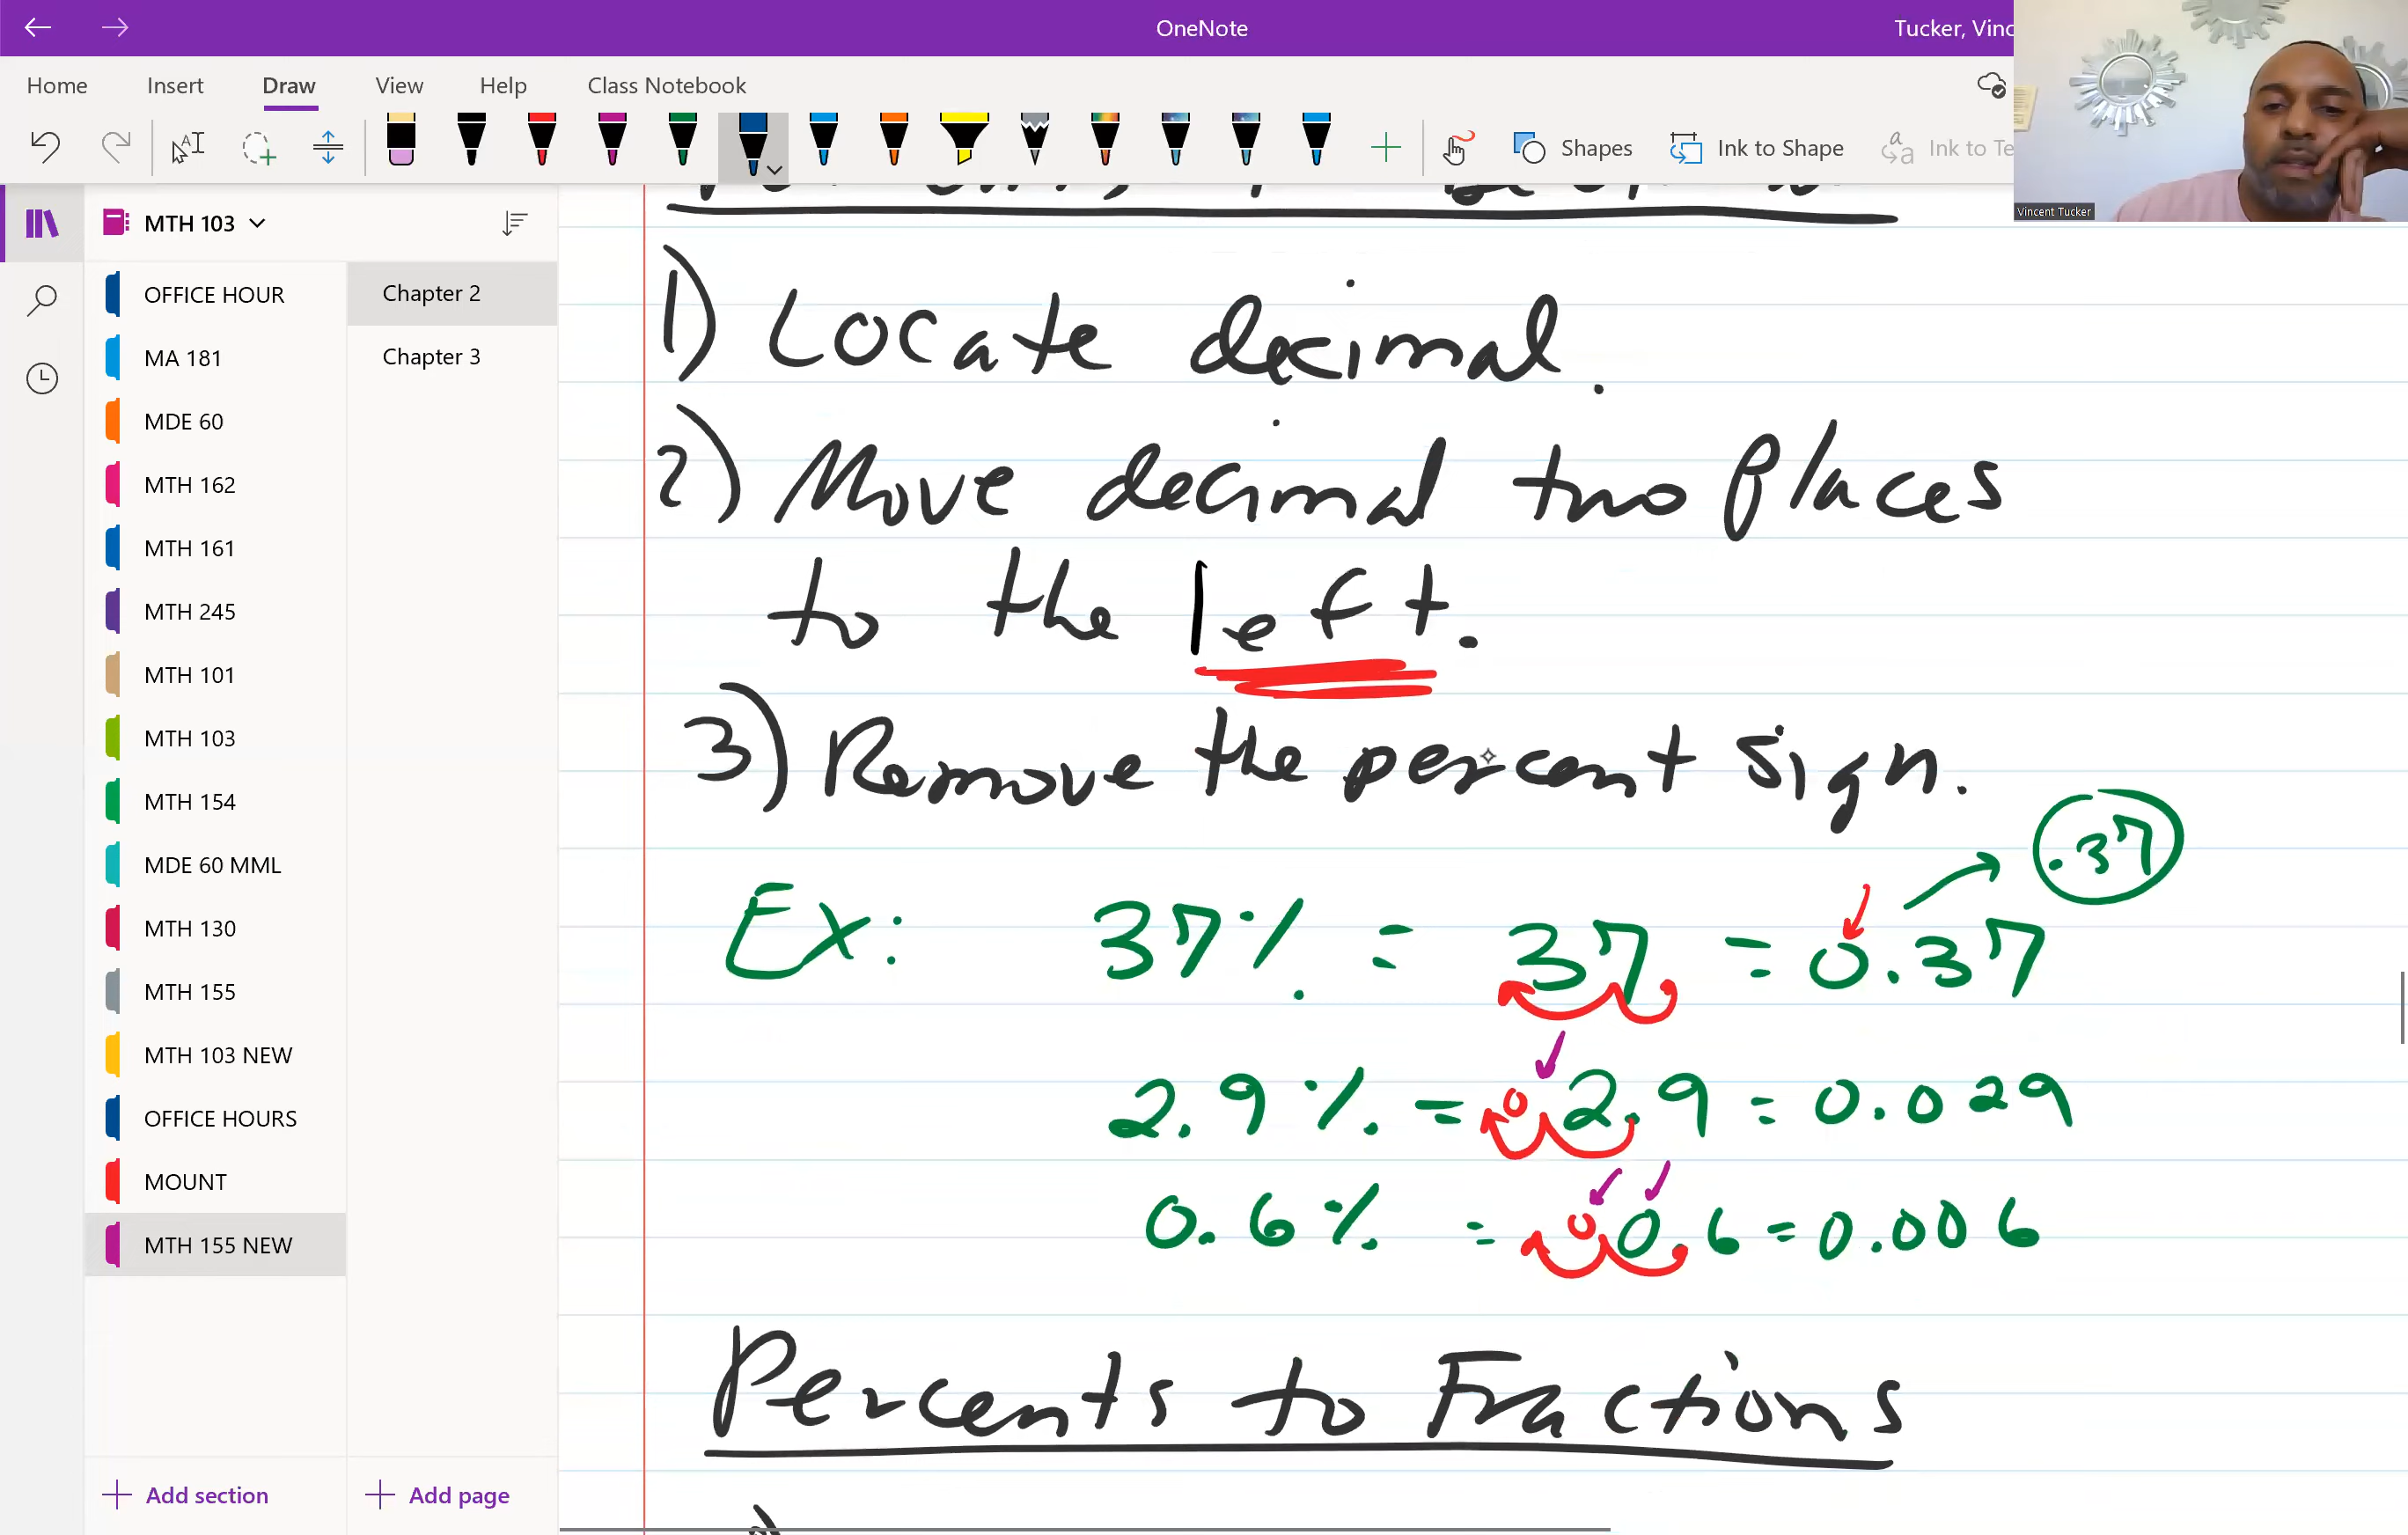 OneNote
Tucker, Vinc
Home Insert Draw View Help Class Notebook
Shapes Ink to Shape Ink to Te
Vincent Tucker
MTH 103
OFFICE HOUR
MA 181
MDE 60
MTH 162
MTH 161
MTH 245
MTH 101
MTH 103
MTH 154
MDE 60 MML
MTH 130
MTH 155
MTH 103 NEW
OFFICE HOURS
MOUNT
MTH 155 NEW
Add section
Chapter 2
Chapter 3
Add page
1) Locate decimal.
2) Move decimal two places
to the left.
3) Remove the percent sign.
.37
Ex: 37% = 37 = 0.37
2.9% = 0 2.9 = 0.029
0.6% = 0 0.6 = 0.006
Percents to Fractions